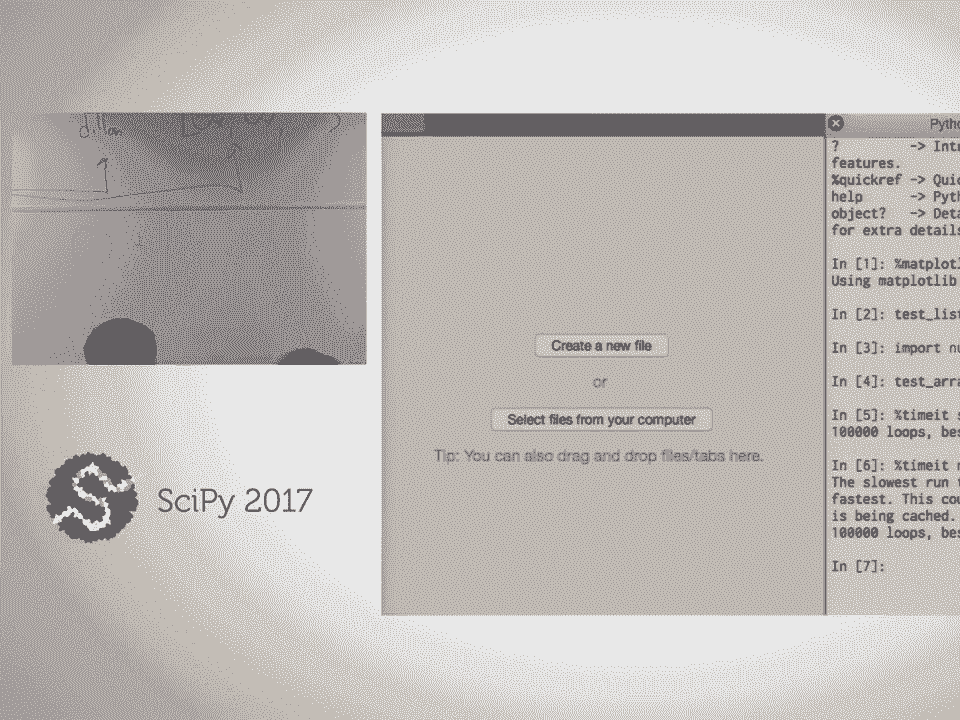 Create a new file
or
Select files from your computer
Tip: You can also drag and drop files/tabs here.
Pytho
? -> Intr
features.
%quickref -> Quic
help -> Pyth
object? -> Deta
for extra details
In [1]: %matplotl
Using matplotlib
In [2]: test_list
In [3]: import nu
In [4]: test_arra
In [5]: %timeit s
100000 loops, bes
In [6]: %timeit n
The slowest run t
fastest. This cou
is being cached.
100000 loops, bes
In [7]:
SciPy 2017